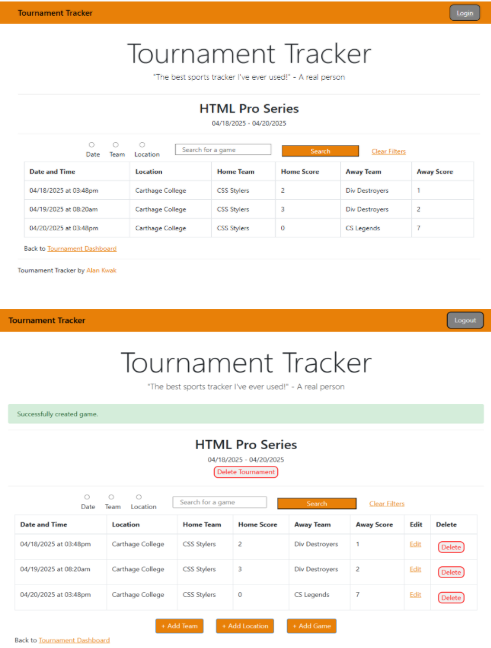 Tournament Tracker Login
Tournament Tracker
"The best sports tracker I've ever used!" - A real person
HTML Pro Series
04/18/2025 - 04/20/2025
Date Team Location Search for a game Search Clear Filters
Date and Time Location Home Team Home Score Away Team Away Score
04/18/2025 at 03:48pm Carthage College CSS Stylers 2 Div Destroyers 1
04/19/2025 at 08:20am Carthage College CSS Stylers 3 Div Destroyers 2
04/20/2025 at 03:48pm Carthage College CSS Stylers 0 CS Legends 7
Back to Tournament Dashboard
Tournament Tracker by Alan Kwak
Tournament Tracker Logout
Tournament Tracker
"The best sports tracker I've ever used!" - A real person
Successfully created game.
HTML Pro Series
04/18/2025 - 04/20/2025
Delete Tournament
Date Team Location Search for a game Search Clear Filters
Date and Time Location Home Team Home Score Away Team Away Score Edit Delete
04/18/2025 at 03:48pm Carthage College CSS Stylers 2 Div Destroyers 1 Edit Delete
04/19/2025 at 08:20am Carthage College CSS Stylers 3 Div Destroyers 2 Edit Delete
04/20/2025 at 03:48pm Carthage College CSS Stylers 0 CS Legends 7 Edit Delete
+ Add Team + Add Location + Add Game
Back to Tournament Dashboard